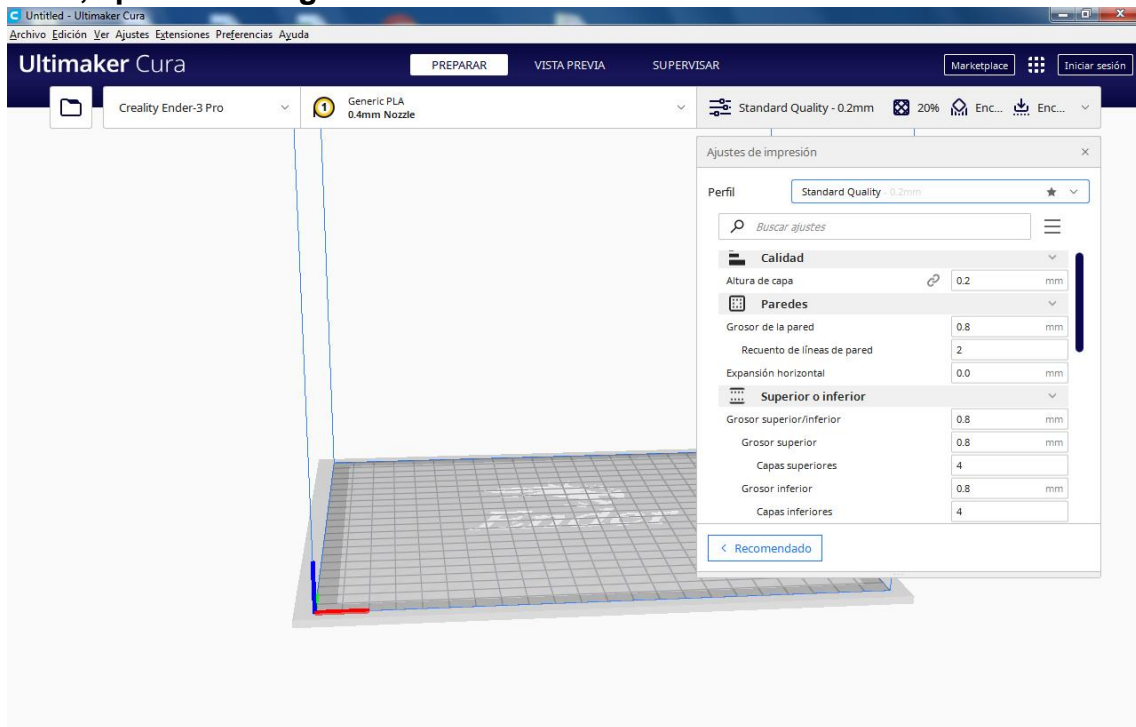 Untitled - Ultimaker Cura
Archivo Edición Ver Ajustes Extensiones Preferencias Ayuda
Ultimaker Cura PREPARAR VISTA PREVIA SUPERVISAR Marketplace Iniciar sesión
Creality Ender-3 Pro
1 Generic PLA
0.4mm Nozzle
Standard Quality - 0.2mm 20% Enc... Enc...
Ajustes de impresión
Perfil Standard Quality - 0.2mm
Buscar ajustes
Calidad
Altura de capa 0.2 mm
Paredes
Grosor de la pared 0.8 mm
Recuento de líneas de pared 2
Expansión horizontal 0.0 mm
Superior o inferior
Grosor superior/inferior 0.8 mm
Grosor superior 0.8 mm
Capas superiores 4
Grosor inferior 0.8 mm
Capas inferiores 4
Recomendado